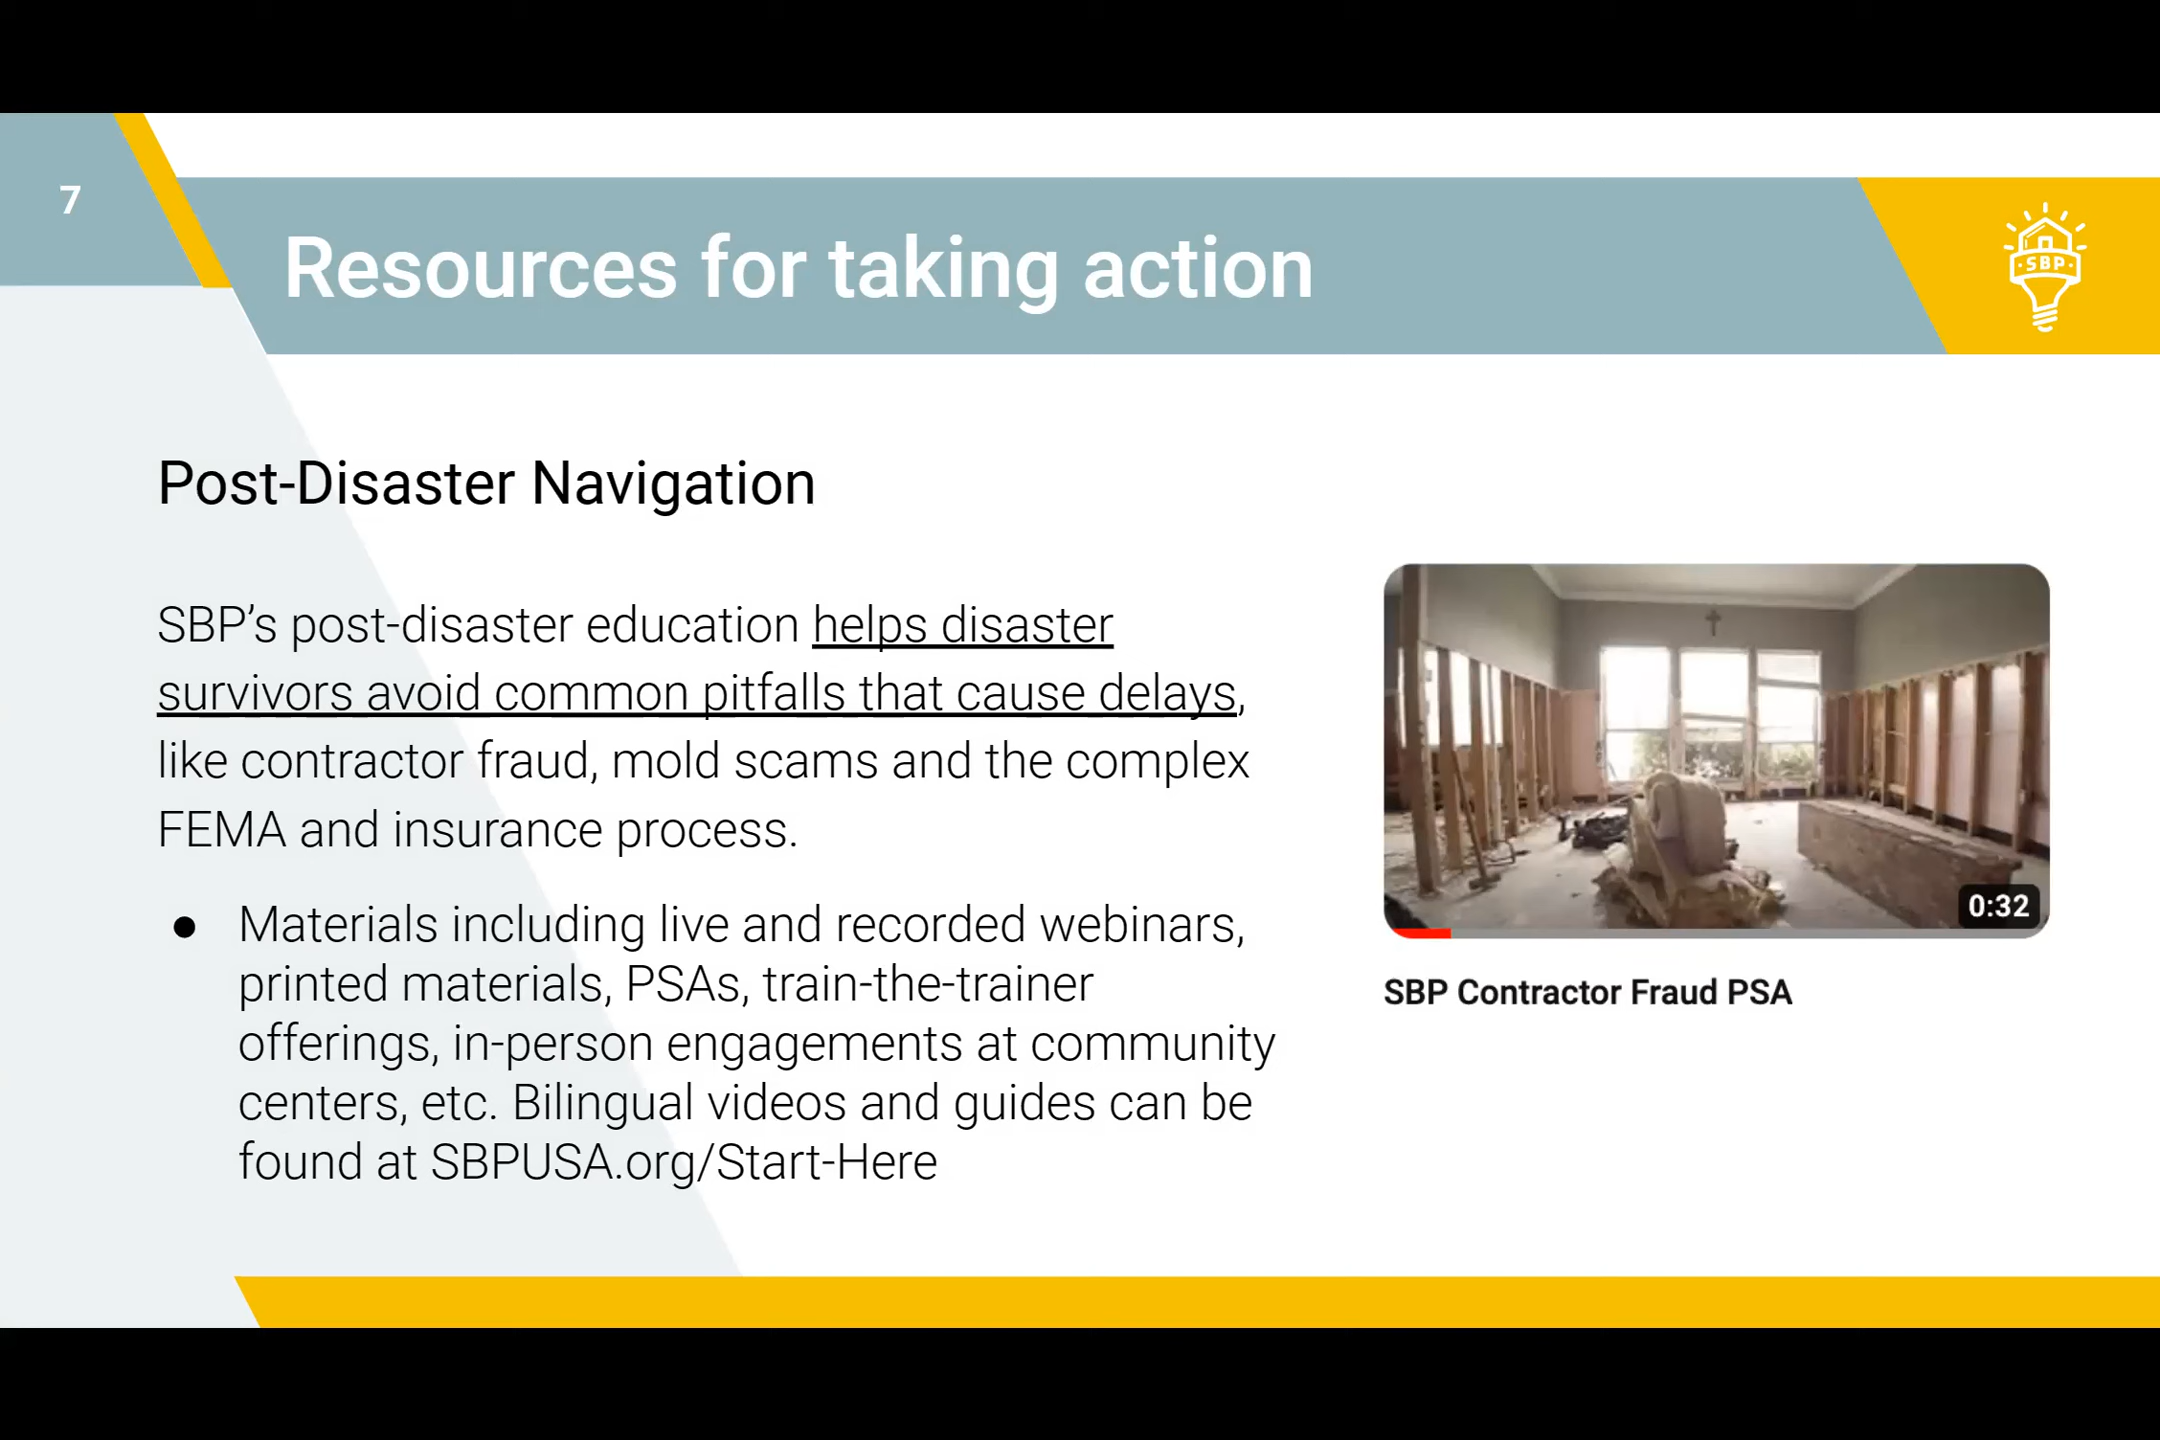 7
Resources for taking action
SBP
Post-Disaster Navigation
SBP’s post-disaster education helps disaster
survivors avoid common pitfalls that cause delays,
like contractor fraud, mold scams and the complex
FEMA and insurance process.
● Materials including live and recorded webinars,
printed materials, PSAs, train-the-trainer
offerings, in-person engagements at community
centers, etc. Bilingual videos and guides can be
found at SBPUSA.org/Start-Here
0:32
SBP Contractor Fraud PSA